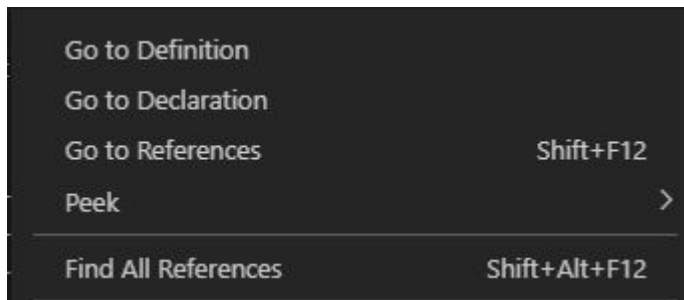 Go to Definition
Go to Declaration
Go to References Shift+F12
Peek
Find All References Shift+Alt+F12